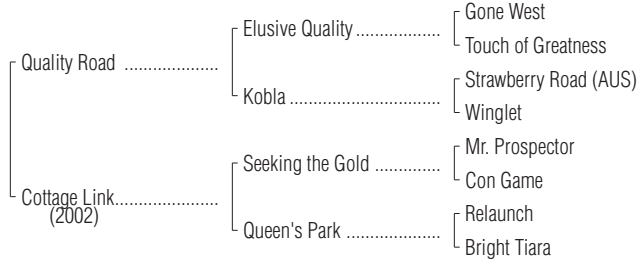 Gone West
Elusive Quality ..................
Touch of Greatness
Quality Road ....................
Strawberry Road (AUS)
Kobla ................................
Winglet
Mr. Prospector
Seeking the Gold ..............
Con Game
Cottage Link......................
(2002)
Relaunch
Queen's Park ....................
Bright Tiara